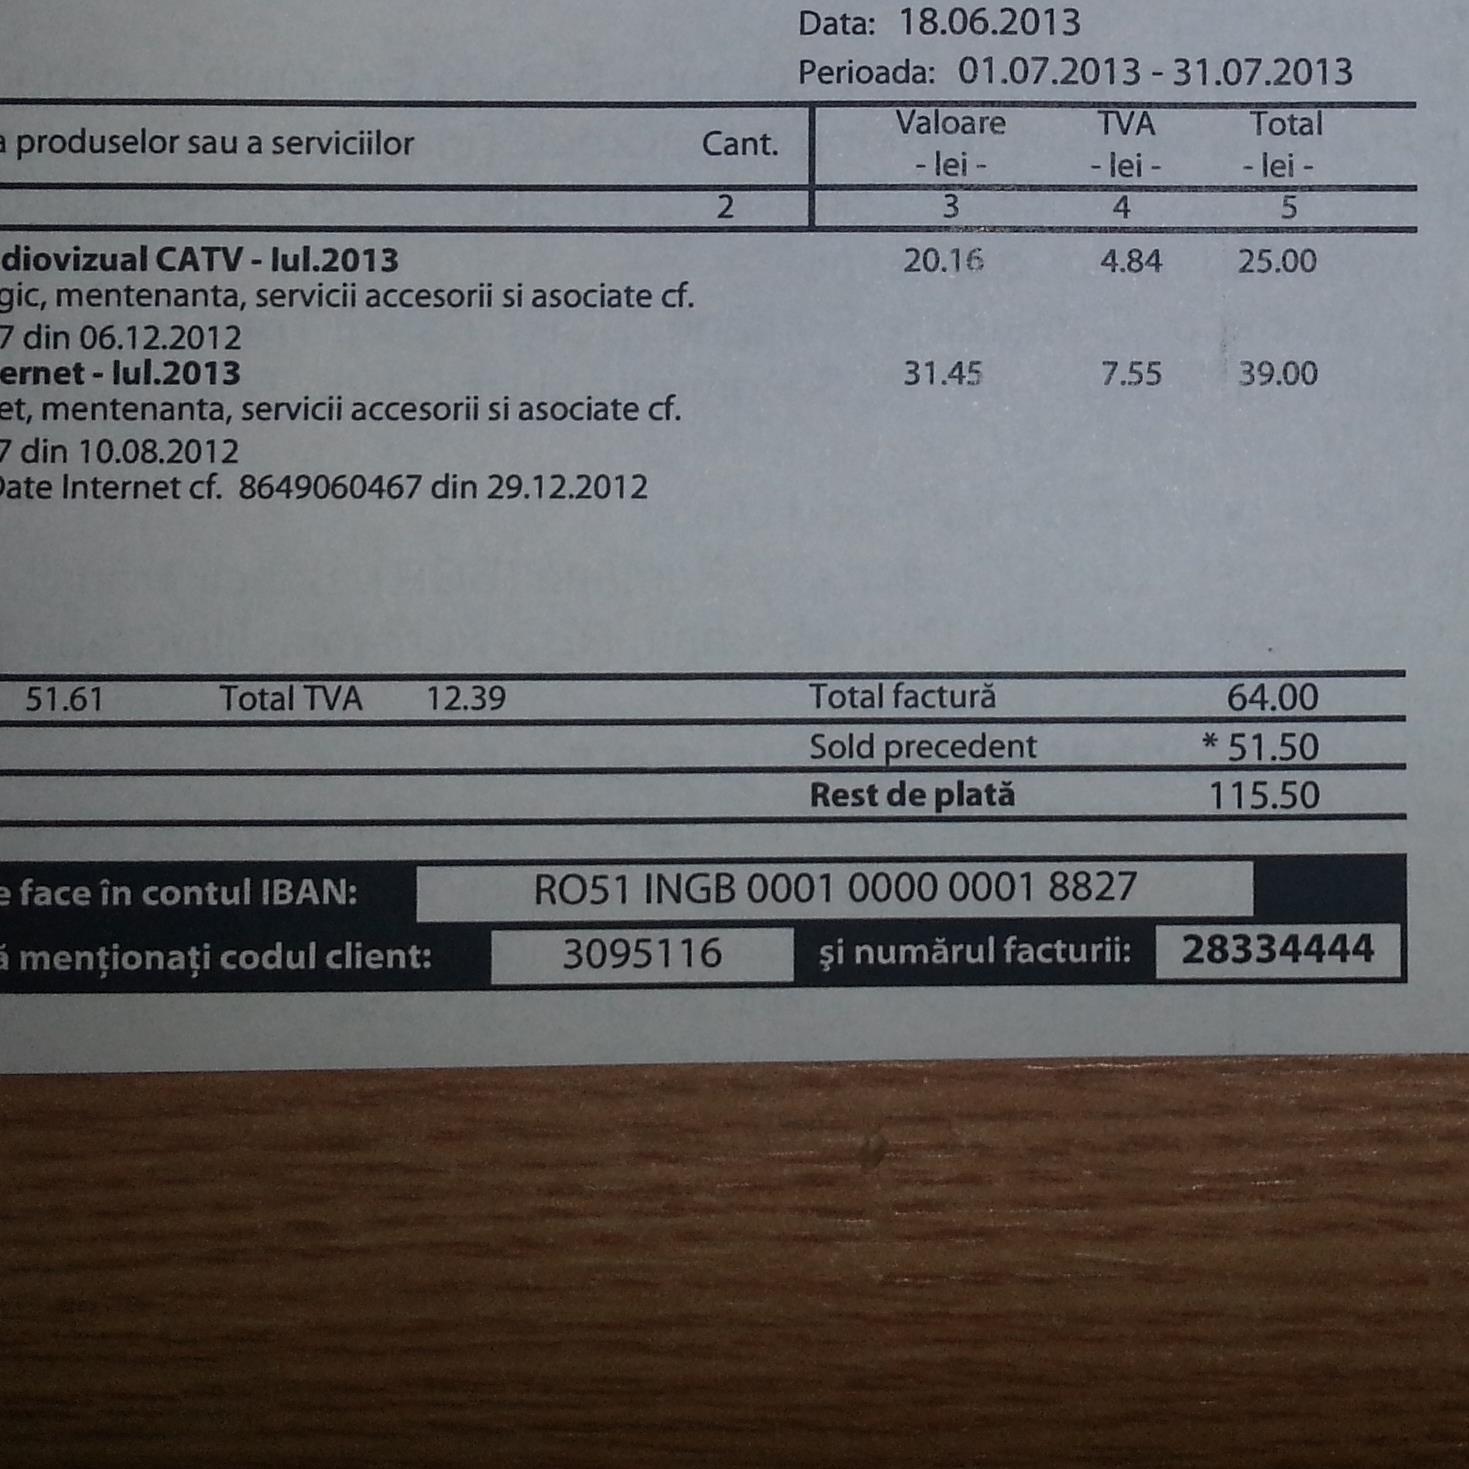 Data: 18.06.2013
Perioada: 01.07.2013 - 31.07.2013
a produselor sau a serviciilor Cant. Valoare TVA Total
- lei - - lei - - lei -
2 3 4 5
diovizual CATV - Iul.2013 20.16 4.84 25.00
gic, mentenanta, servicii accesorii si asociate cf.
7 din 06.12.2012
ernet - Iul.2013 31.45 7.55 39.00
et, mentenanta, servicii accesorii si asociate cf.
7 din 10.08.2012
Date Internet cf. 8649060467 din 29.12.2012
51.61 Total TVA 12.39 Total factură 64.00
Sold precedent * 51.50
Rest de plată 115.50
e face în contul IBAN: RO51 INGB 0001 0000 0001 8827
ă menționați codul client: 3095116 și numărul facturii: 28334444